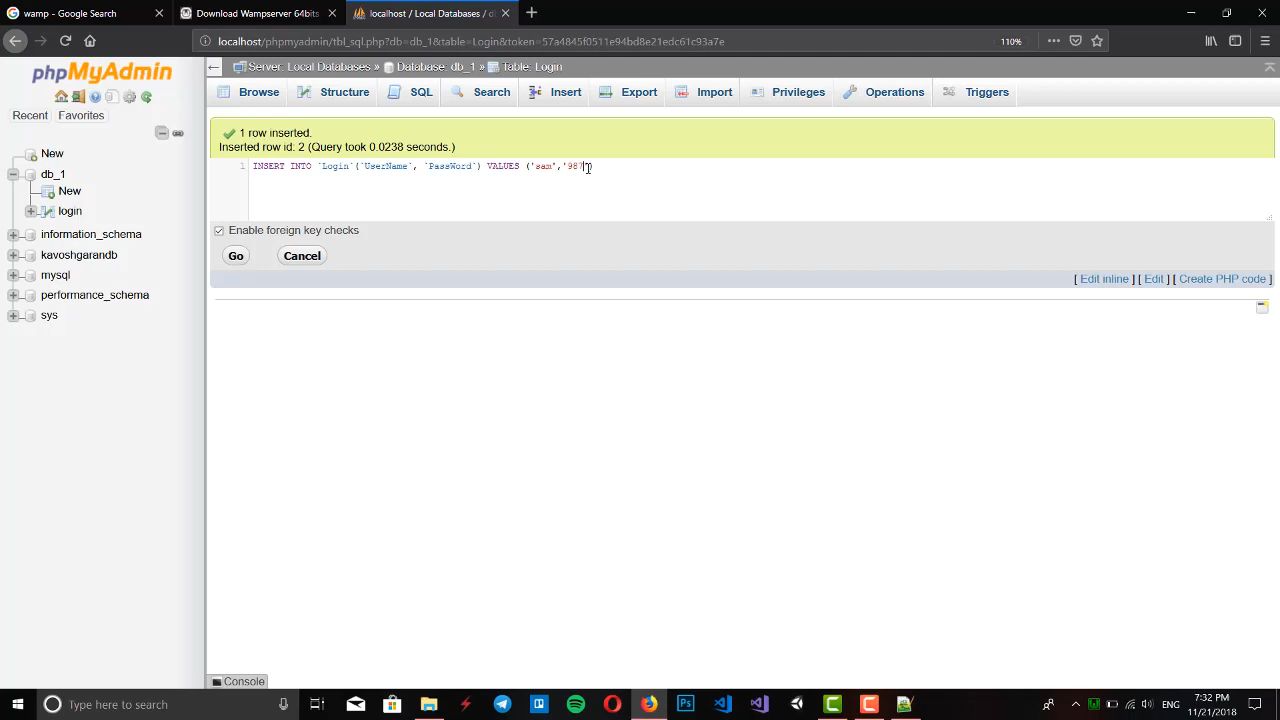 wamp - Google Search
Download Wampserver 64bits
localhost / Local Databases / d
localhost/phpmyadmin/tbl_sql.php?db=db_1&table=Login&token=57a4845f0511e94bd8e21edc61c93a7e
110%
phpMyAdmin
Recent Favorites
New
db_1
New
login
information_schema
kavoshgarandb
mysql
performance_schema
sys
Server: Local Databases » Database: db_1 » Table: Login
Browse Structure SQL Search Insert Export Import Privileges Operations Triggers
1 row inserted.
Inserted row id: 2 (Query took 0.0238 seconds.)
1 INSERT INTO `Login`(`UserName`, `PassWord`) VALUES ('sam','987')
Enable foreign key checks
Go Cancel
[ Edit inline ] [ Edit ] [ Create PHP code ]
Console
Type here to search
7:32 PM
11/21/2018